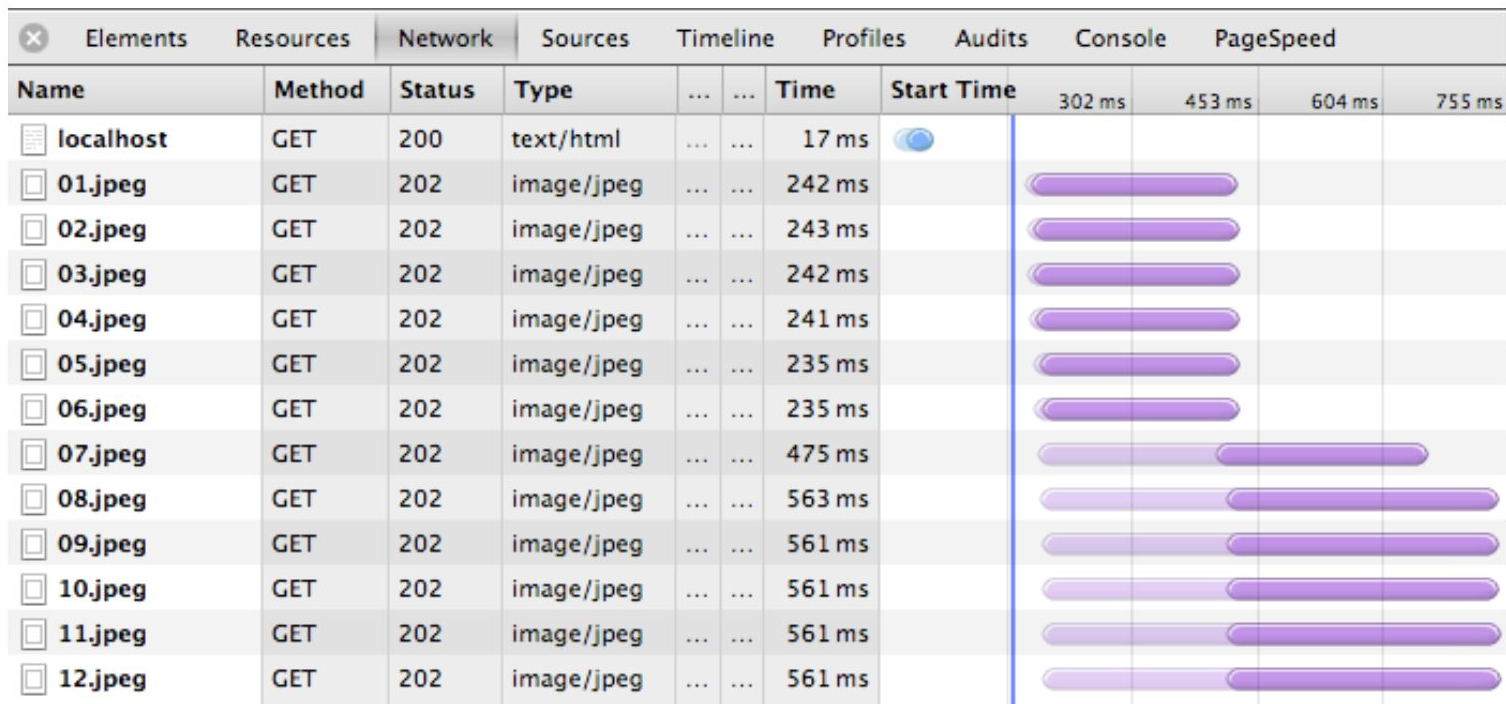 Elements Resources Network Sources Timeline Profiles Audits Console PageSpeed
Name Method Status Type ... ... Time Start Time 302 ms 453 ms 604 ms 755 ms
localhost GET 200 text/html ... ... 17 ms
01.jpeg GET 202 image/jpeg ... ... 242 ms
02.jpeg GET 202 image/jpeg ... ... 243 ms
03.jpeg GET 202 image/jpeg ... ... 242 ms
04.jpeg GET 202 image/jpeg ... ... 241 ms
05.jpeg GET 202 image/jpeg ... ... 235 ms
06.jpeg GET 202 image/jpeg ... ... 235 ms
07.jpeg GET 202 image/jpeg ... ... 475 ms
08.jpeg GET 202 image/jpeg ... ... 563 ms
09.jpeg GET 202 image/jpeg ... ... 561 ms
10.jpeg GET 202 image/jpeg ... ... 561 ms
11.jpeg GET 202 image/jpeg ... ... 561 ms
12.jpeg GET 202 image/jpeg ... ... 561 ms